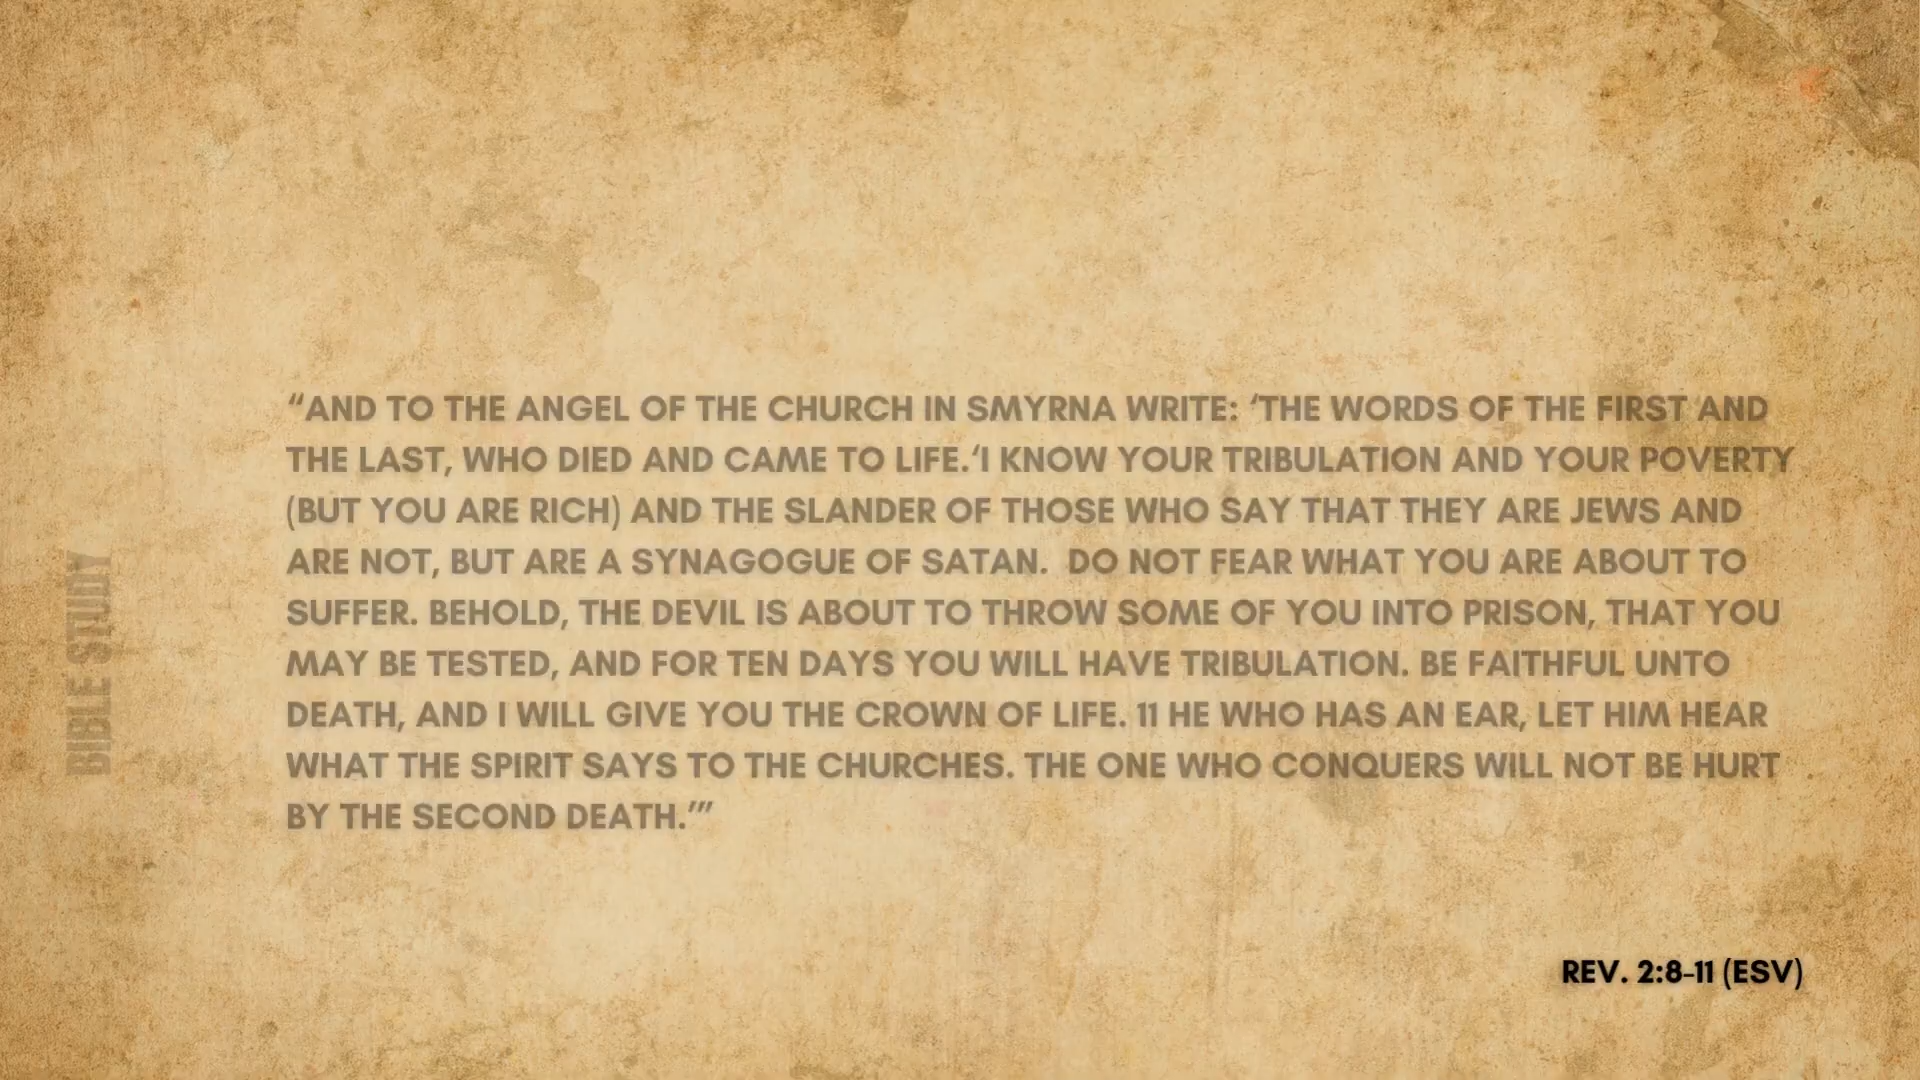 “AND TO THE ANGEL OF THE CHURCH IN SMYRNA WRITE: ‘THE WORDS OF THE FIRST AND
THE LAST, WHO DIED AND CAME TO LIFE.‘I KNOW YOUR TRIBULATION AND YOUR POVERTY
(BUT YOU ARE RICH) AND THE SLANDER OF THOSE WHO SAY THAT THEY ARE JEWS AND
ARE NOT, BUT ARE A SYNAGOGUE OF SATAN.  DO NOT FEAR WHAT YOU ARE ABOUT TO
SUFFER. BEHOLD, THE DEVIL IS ABOUT TO THROW SOME OF YOU INTO PRISON, THAT YOU
MAY BE TESTED, AND FOR TEN DAYS YOU WILL HAVE TRIBULATION. BE FAITHFUL UNTO
DEATH, AND I WILL GIVE YOU THE CROWN OF LIFE. 11 HE WHO HAS AN EAR, LET HIM HEAR
WHAT THE SPIRIT SAYS TO THE CHURCHES. THE ONE WHO CONQUERS WILL NOT BE HURT
BY THE SECOND DEATH.’”
BIBLE STUDY
REV. 2:8-11 (ESV)